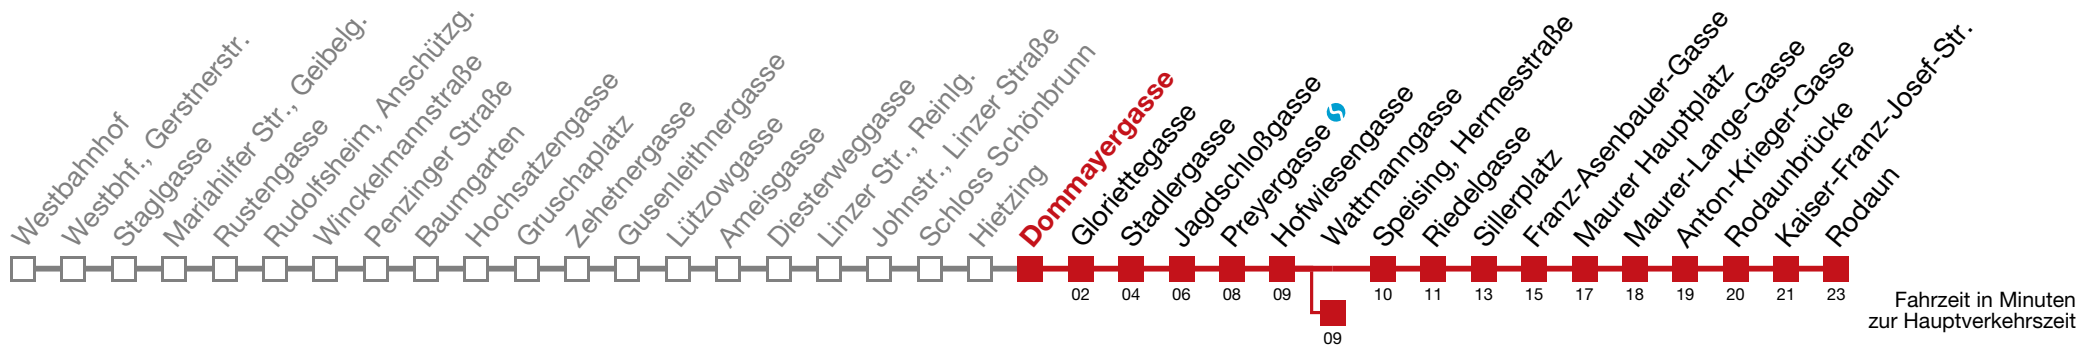 Westbahnhof
Westbhf., Gerstnerstr.
Staglgasse
Mariahilfer Str., Geibelg.
Rustengasse
Rudolfsheim, Anschützg.
Winckelmannstraße
Penzinger Straße
Baumgarten
Hochsatzengasse
Gruschaplatz
Zehetnergasse
Gusenleithnergasse
Lützowgasse
Ameisgasse
Diesterweggasse
Linzer Str., Reinlg.
Johnstr., Linzer Straße
Schloss Schönbrunn
Hietzing
Dommayergasse
Gloriettegasse
Stadlergasse
Jagdschloßgasse
Preyergasse
Hofwiesengasse
Wattmanngasse
Speising, Hermesstraße
Riedelgasse
Sillerplatz
Franz-Asenbauer-Gasse
Maurer Hauptplatz
Maurer-Lange-Gasse
Anton-Krieger-Gasse
Rodaunbrücke
Kaiser-Franz-Josef-Str.
Rodaun
02 04 06 08 09 10 11 13 15 17 18 19 20 21 23
09
Fahrzeit in Minuten
zur Hauptverkehrszeit